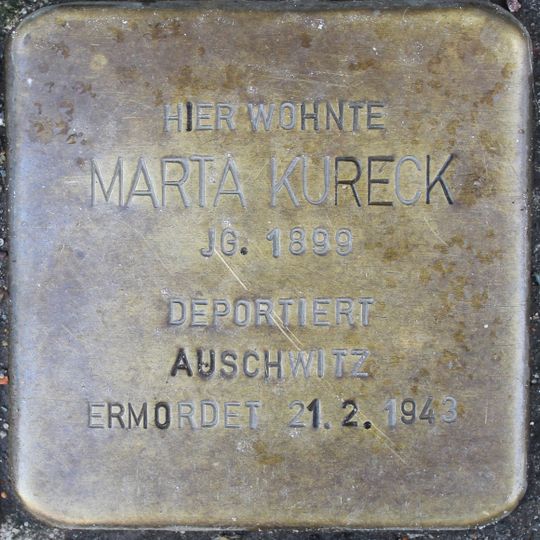 HIER WOHNTE
MARTA KURECK
JG. 1899
DEPORTIERT
AUSCHWITZ
ERMORDET 21.2.1943